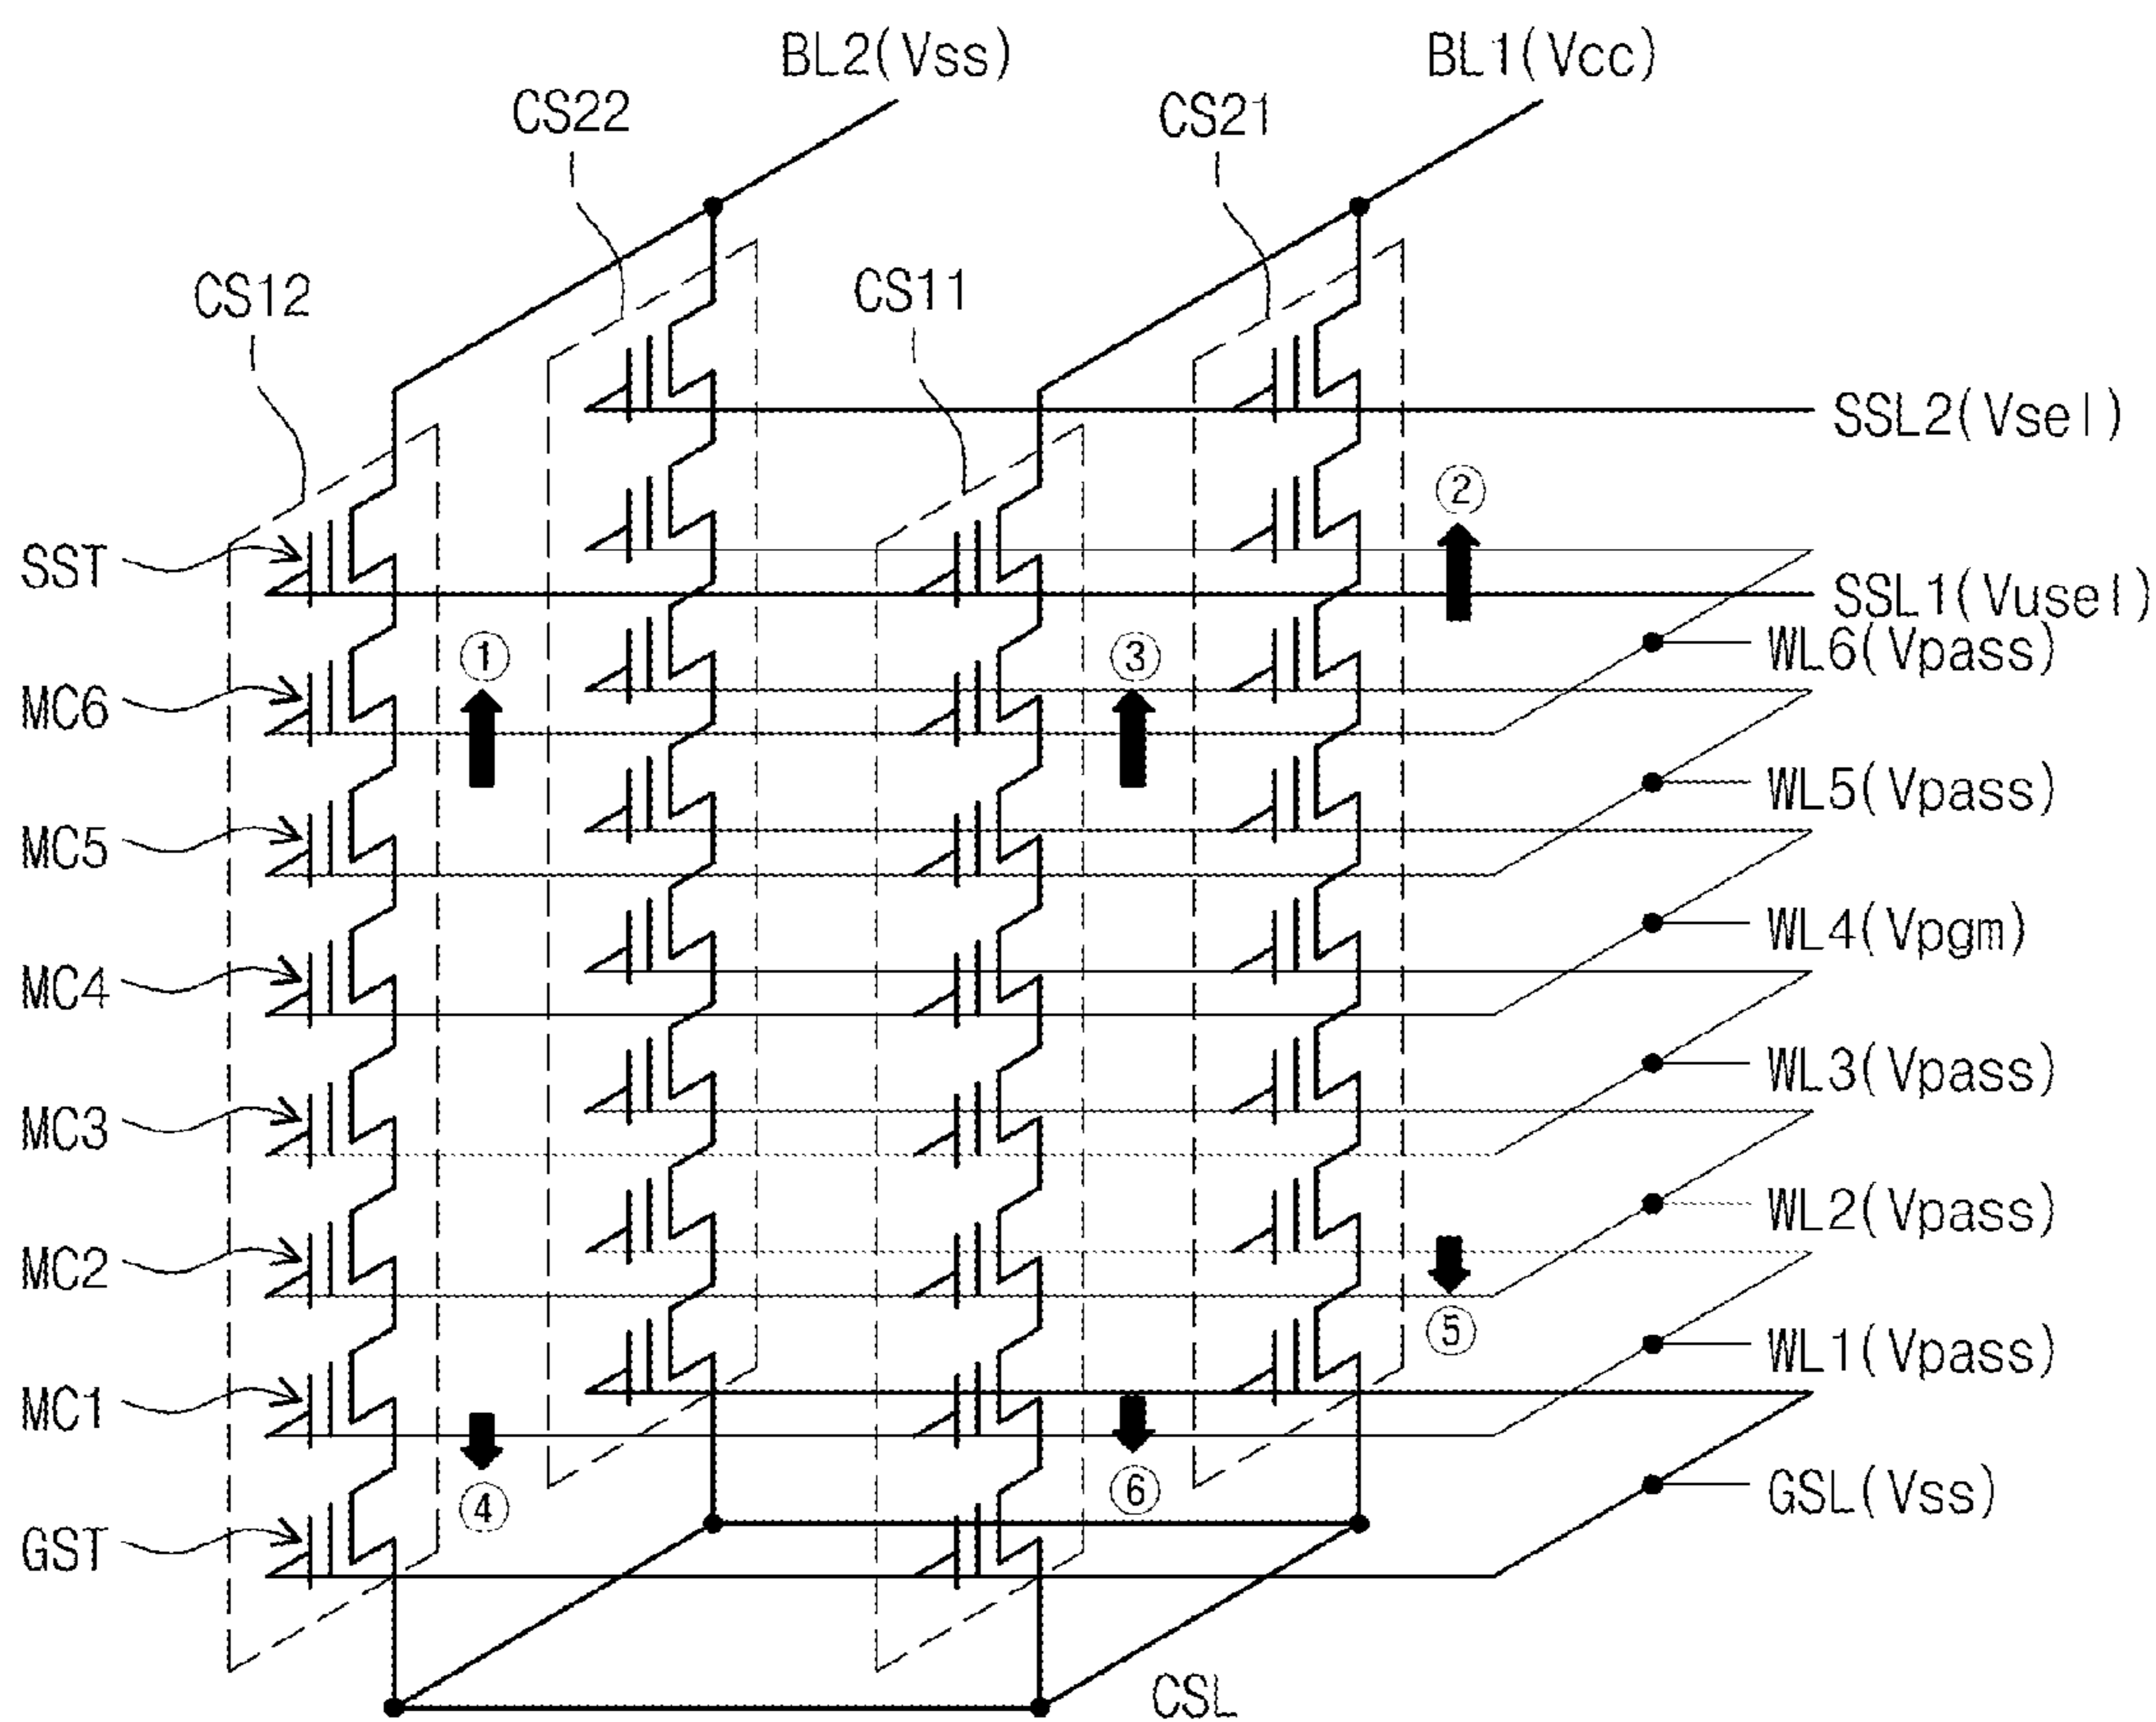 BL2(Vss)
BL1(Vcc)
CS22
CS21
CS12
CS11
SSL2(Vsel)
②
SST
SSL1(Vusel)
①
③
WL6(Vpass)
MC6
WL5(Vpass)
MC5
WL4(Vpgm)
MC4
WL3(Vpass)
MC3
WL2(Vpass)
MC2
⑤
WL1(Vpass)
MC1
④
⑥
GSL(Vss)
GST
CSL